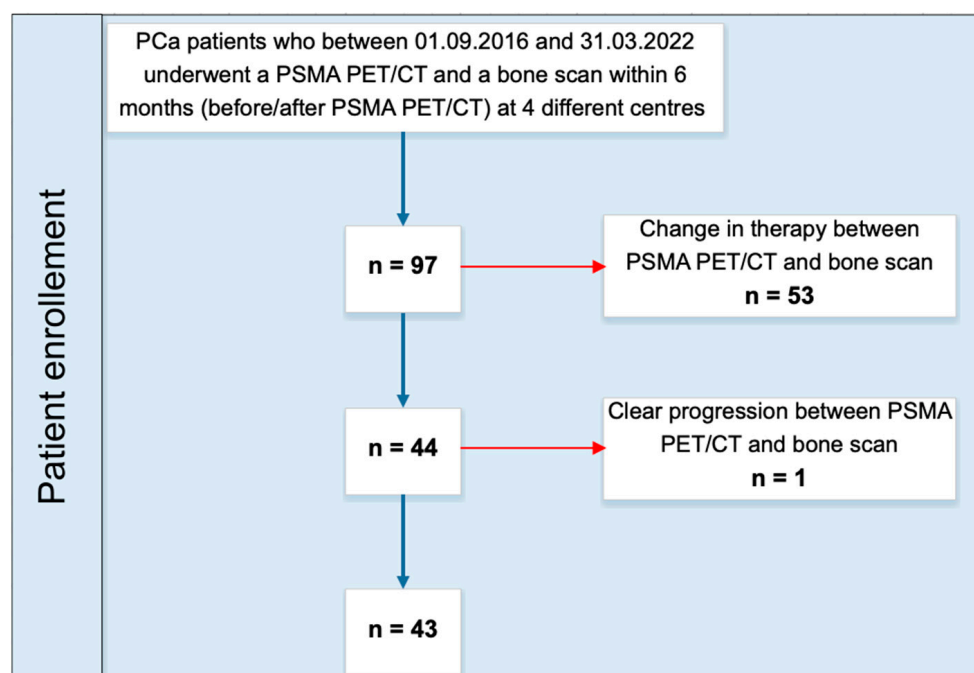 PCa patients who between 01.09.2016 and 31.03.2022
underwent a PSMA PET/CT and a bone scan within 6
months (before/after PSMA PET/CT) at 4 different centres
Patient enrollement
n = 97
Change in therapy between
PSMA PET/CT and bone scan
n = 53
n = 44
Clear progression between PSMA
PET/CT and bone scan
n = 1
n = 43